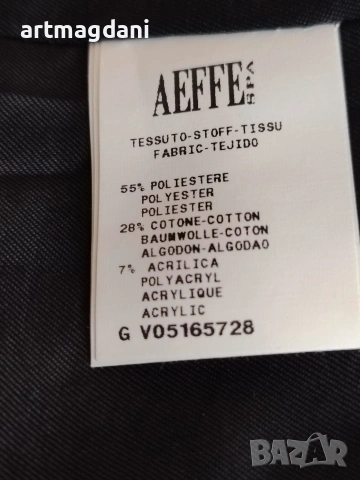 artmagdani
AEFFE SPA
TESSUTO-STOFF-TISSU
FABRIC-TEJIDO
55% POLIESTERE
POLYESTER
POLIESTER
28% COTONE-COTTON
BAUMWOLLE-COTON
ALGODON-ALGODAO
7% ACRILICA
POLYACRYL
ACRYLIQUE
ACRYLIC
G V05165728
BAZAR